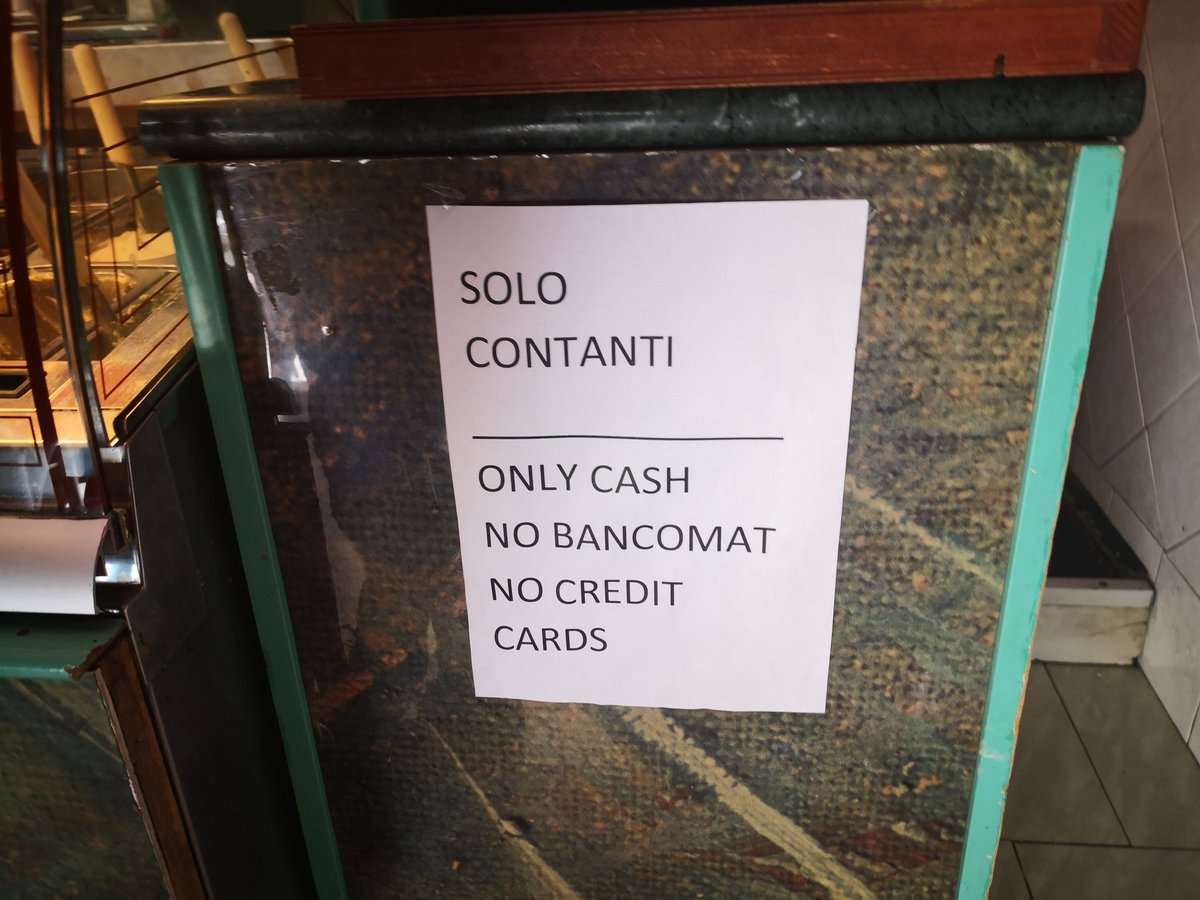 SOLO
CONTANTI
ONLY CASH
NO BANCOMAT
NO CREDIT
CARDS